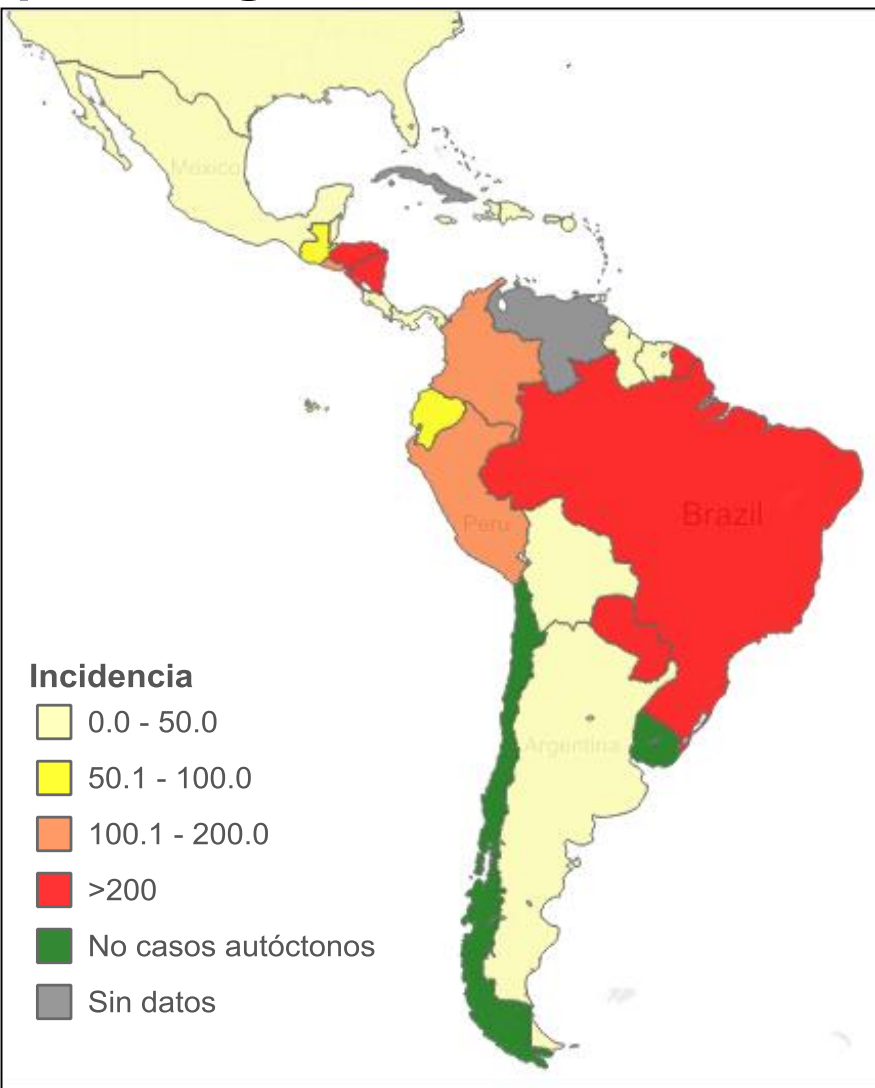 México
Brazil
Peru
Argentina
Incidencia
0.0 - 50.0
50.1 - 100.0
100.1 - 200.0
>200
No casos autóctonos
Sin datos